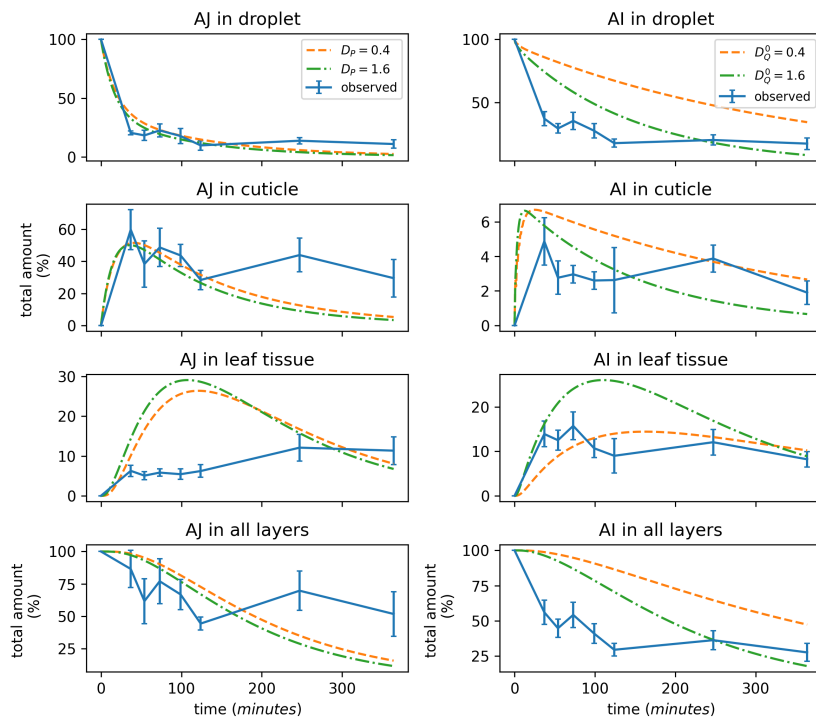 AJ in droplet
100
50
0
D_P = 0.4
D_P = 1.6
observed
AI in droplet
100
50
D_Q^0 = 0.4
D_Q^0 = 1.6
observed
AJ in cuticle
total amount
(%)
60
40
20
0
AI in cuticle
6
4
2
0
AJ in leaf tissue
30
20
10
0
AI in leaf tissue
20
10
0
AJ in all layers
total amount
(%)
100
75
50
25
0 100 200 300
time (minutes)
AI in all layers
total amount
(%)
100
75
50
25
0 100 200 300
time (minutes)